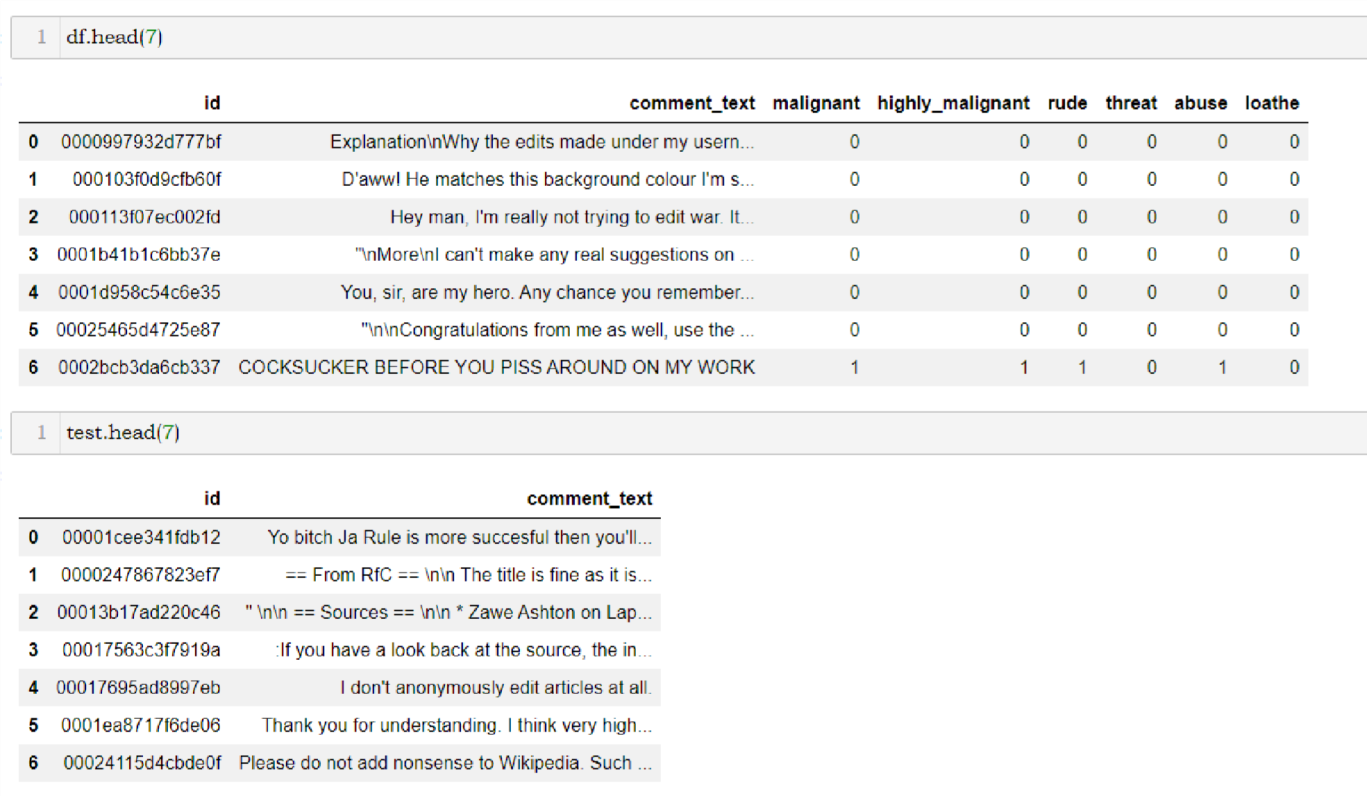 1 df.head(7)
id comment_text malignant highly_malignant rude threat abuse loathe
0 0000997932d777bf Explanation\nWhy the edits made under my usern... 0 0 0 0 0 0
1 000103f0d9cfb60f D'aww! He matches this background colour I'm s... 0 0 0 0 0 0
2 000113f07ec002fd Hey man, I'm really not trying to edit war. It... 0 0 0 0 0 0
3 0001b41b1c6bb37e "\nMore\nI can't make any real suggestions on ... 0 0 0 0 0 0
4 0001d958c54c6e35 You, sir, are my hero. Any chance you remember... 0 0 0 0 0 0
5 00025465d4725e87 "\n\nCongratulations from me as well, use the ... 0 0 0 0 0 0
6 0002bcb3da6cb337 COCKSUCKER BEFORE YOU PISS AROUND ON MY WORK 1 1 1 0 1 0
1 test.head(7)
id comment_text
0 00001cee341fdb12 Yo bitch Ja Rule is more succesful then you'll...
1 0000247867823ef7 == From RfC == \n\n The title is fine as it is...
2 00013b17ad220c46 " \n\n == Sources == \n\n * Zawe Ashton on Lap...
3 00017563c3f7919a :If you have a look back at the source, the in...
4 00017695ad8997eb I don't anonymously edit articles at all.
5 0001ea8717f6de06 Thank you for understanding. I think very high...
6 00024115d4cbde0f Please do not add nonsense to Wikipedia. Such ...